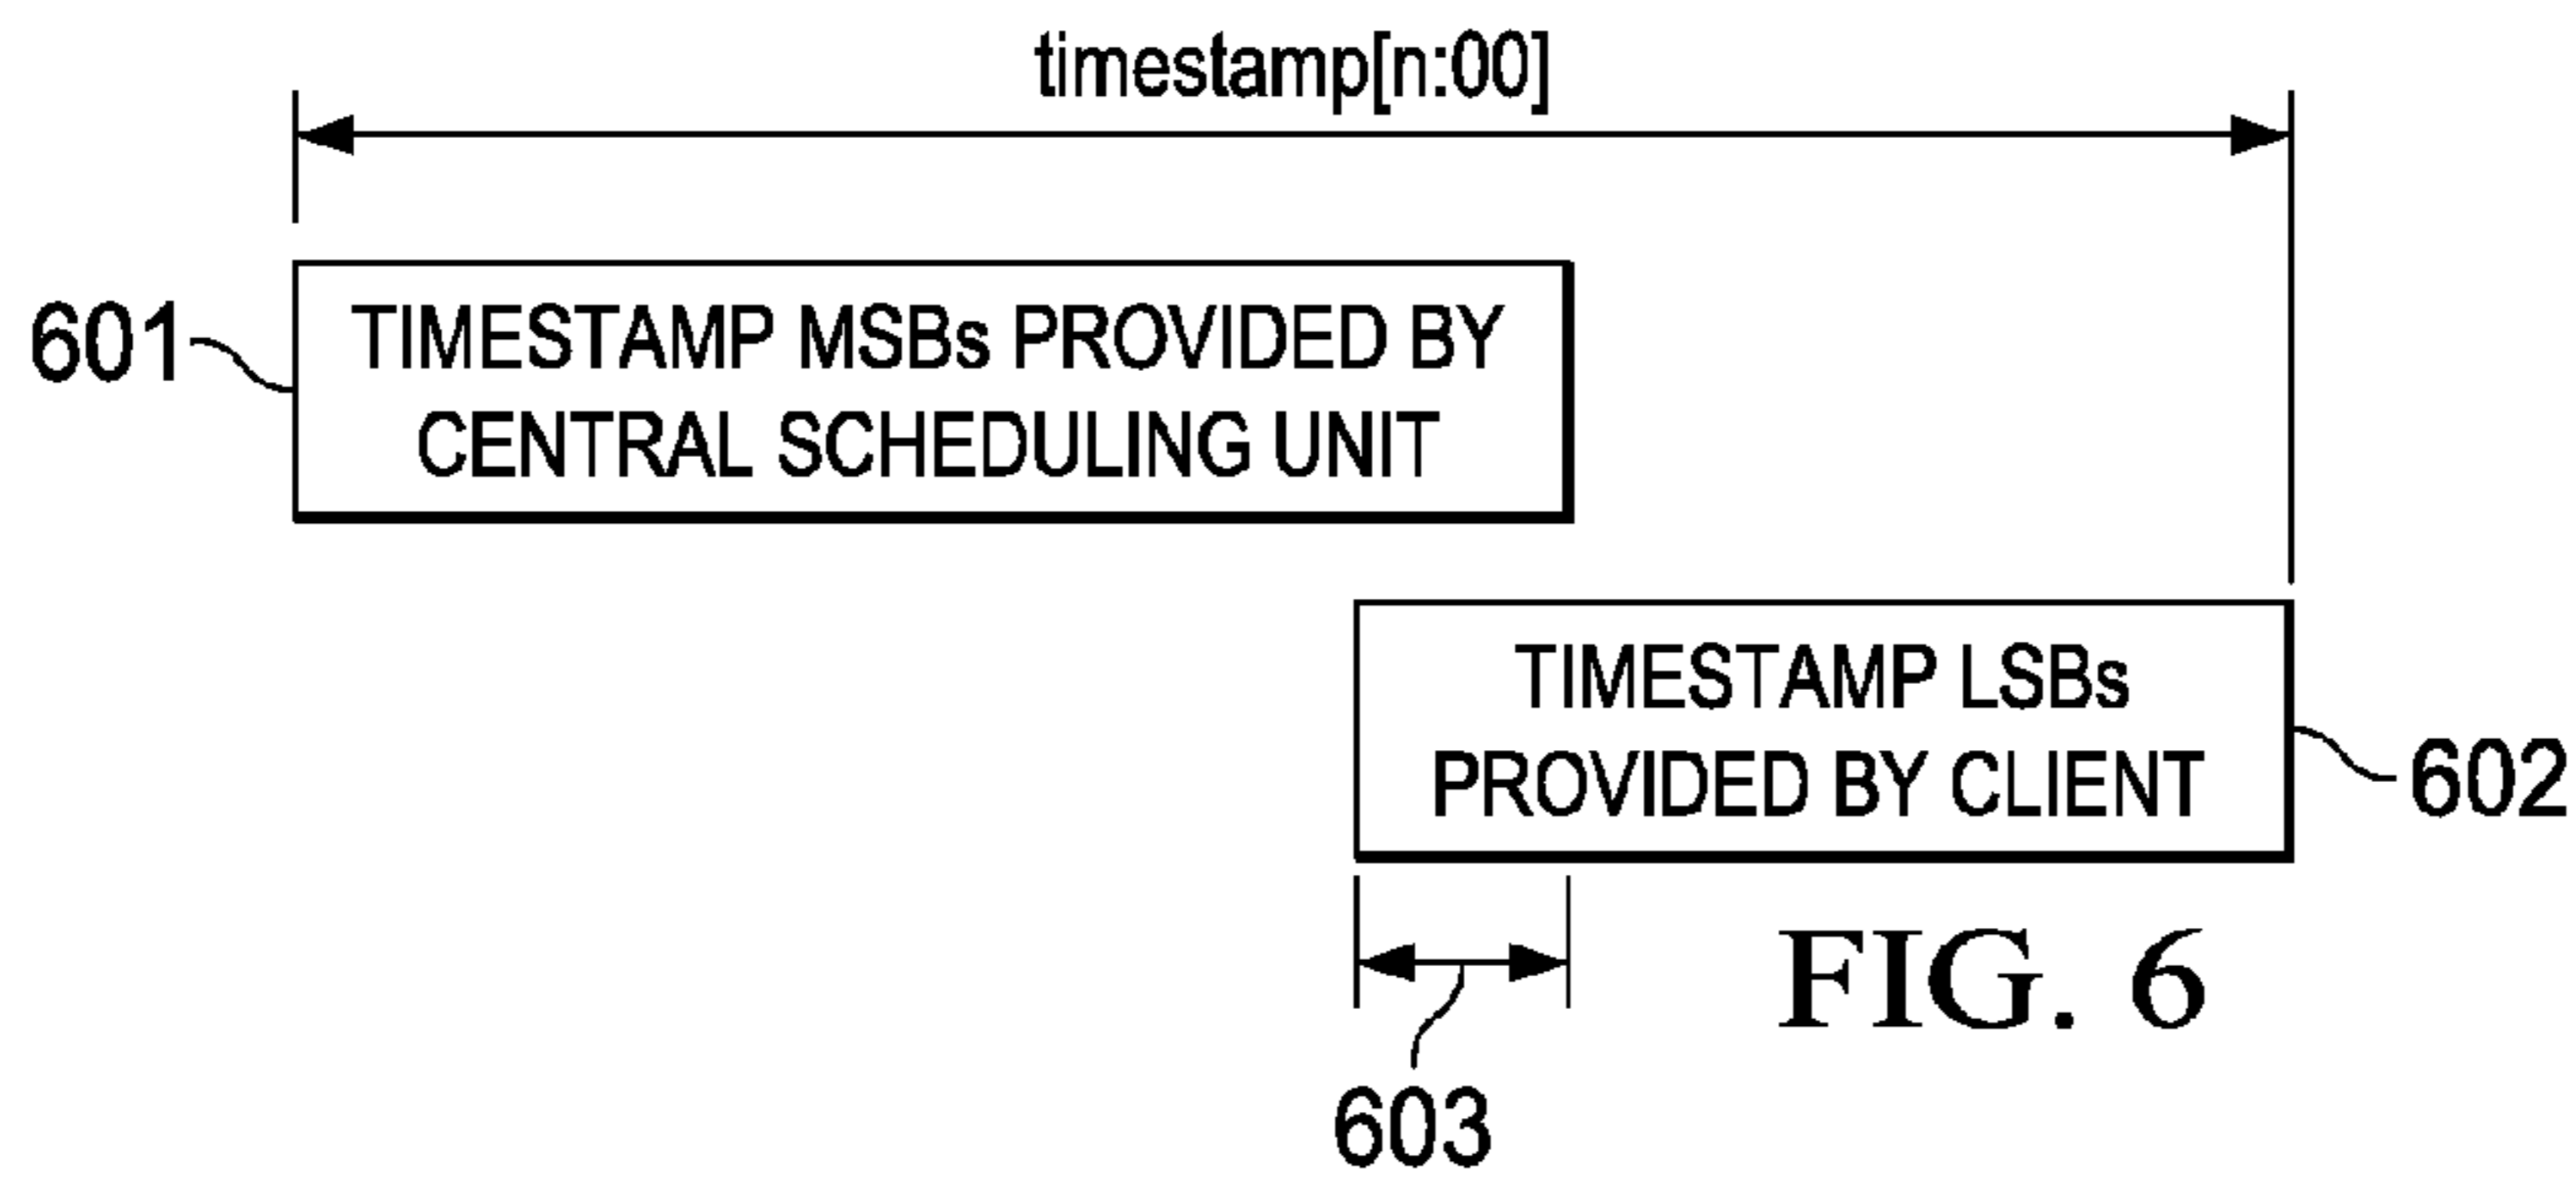 timestamp[n:00]
601
TIMESTAMP MSBs PROVIDED BY
CENTRAL SCHEDULING UNIT
TIMESTAMP LSBs
PROVIDED BY CLIENT
602
603
FIG. 6